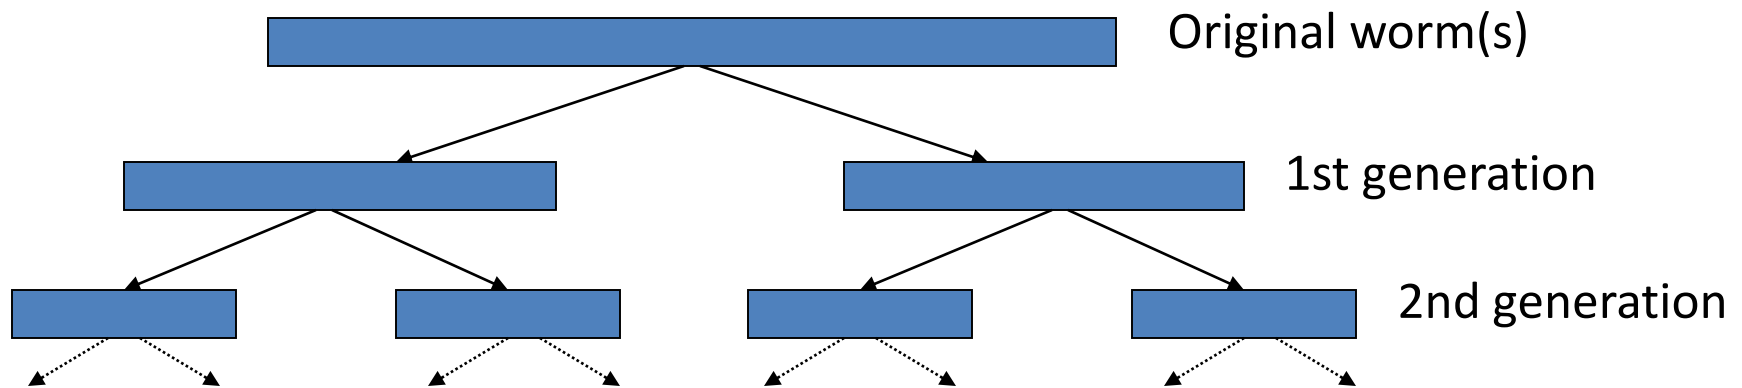 Original worm(s)
1st generation
2nd generation